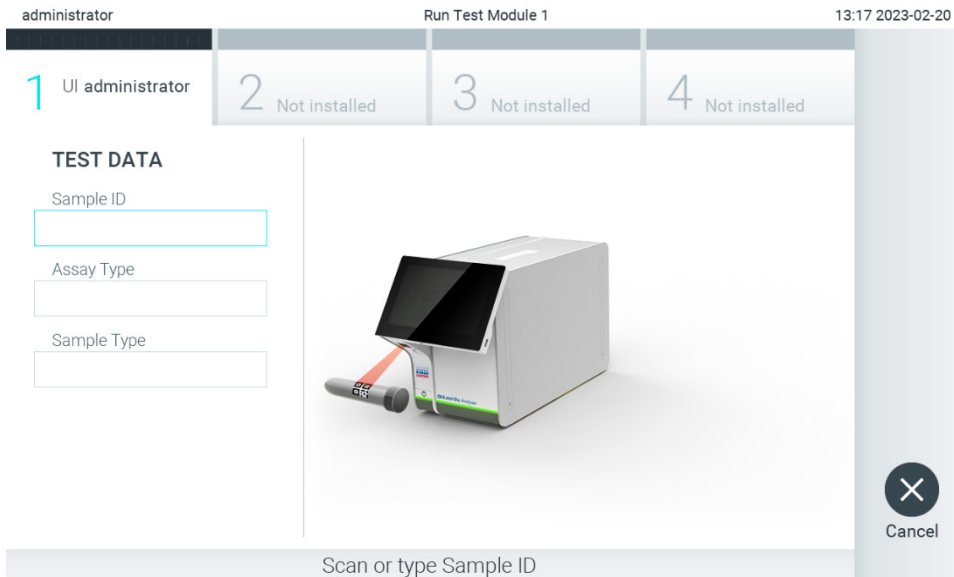 administrator Run Test Module 1 13:17 2023-02-20
1 UI administrator 2 Not installed 3 Not installed 4 Not installed
TEST DATA
Sample ID
Assay Type
Sample Type
Cancel
Scan or type Sample ID